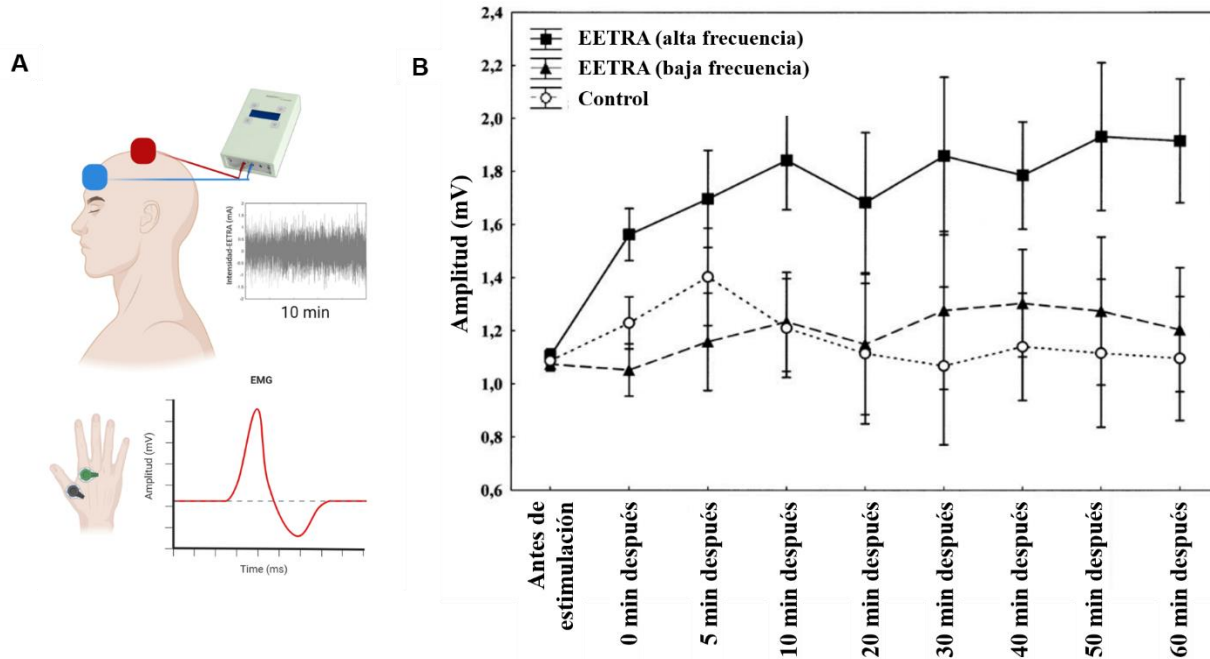 A
Intensidad-EETRA (mA)
10 min
EMG
Amplitud (mV)
Time (ms)
B
EETRA (alta frecuencia)
EETRA (baja frecuencia)
Control
Amplitud (mV)
2,4
2,2
2,0
1,8
1,6
1,4
1,2
1,0
0,8
0,6
Antes de
estimulación
0 min después
5 min después
10 min después
20 min después
30 min después
40 min después
50 min después
60 min después